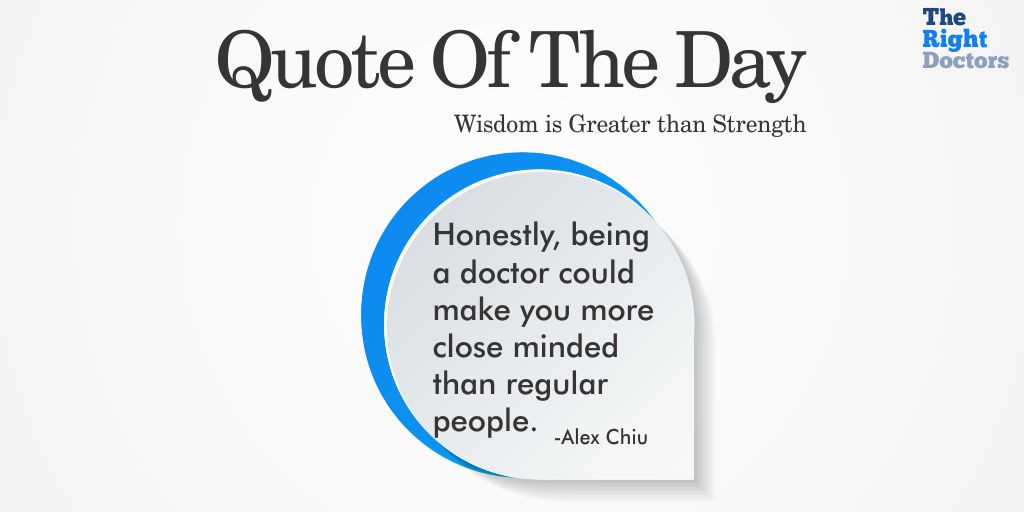 Quote Of The Day
Wisdom is Greater than Strength
The
Right
Doctors
Honestly, being
a doctor could
make you more
close minded
than regular
people.
-Alex Chiu